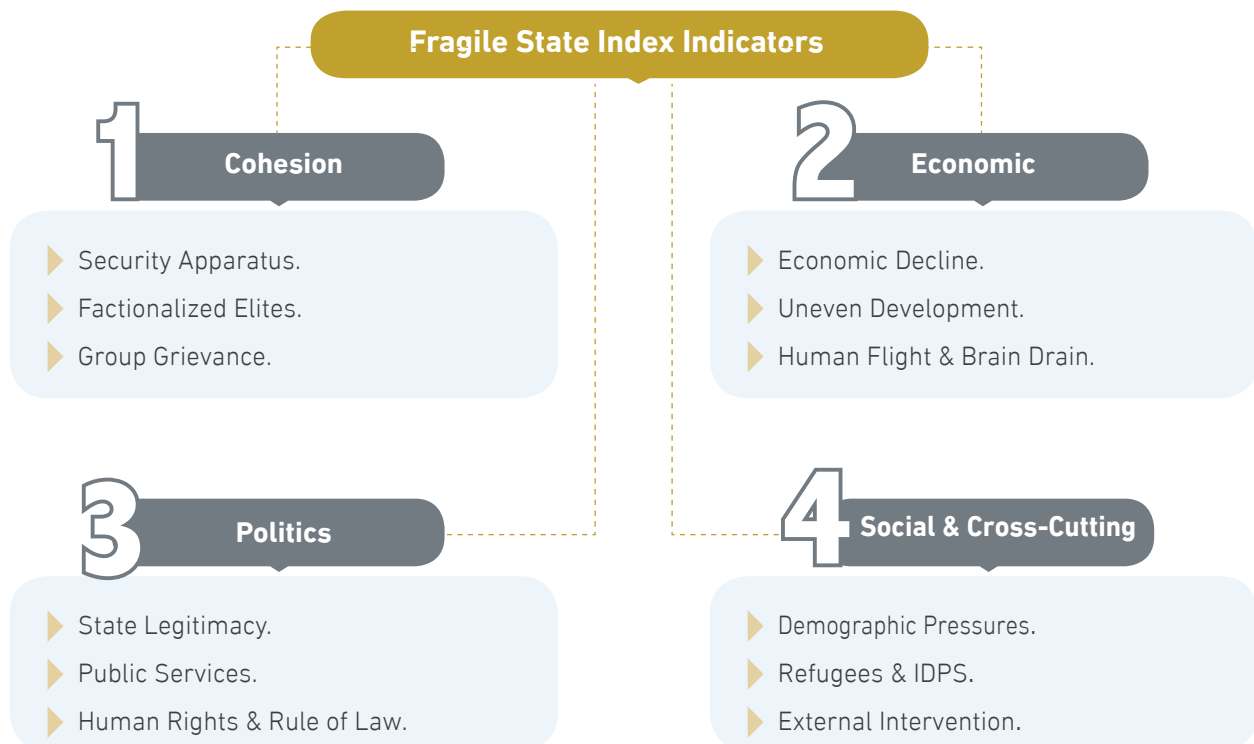 Fragile State Index Indicators
1
Cohesion
Security Apparatus.
Factionalized Elites.
Group Grievance.
2
Economic
Economic Decline.
Uneven Development.
Human Flight & Brain Drain.
3
Politics
State Legitimacy.
Public Services.
Human Rights & Rule of Law.
4
Social & Cross-Cutting
Demographic Pressures.
Refugees & IDPS.
External Intervention.